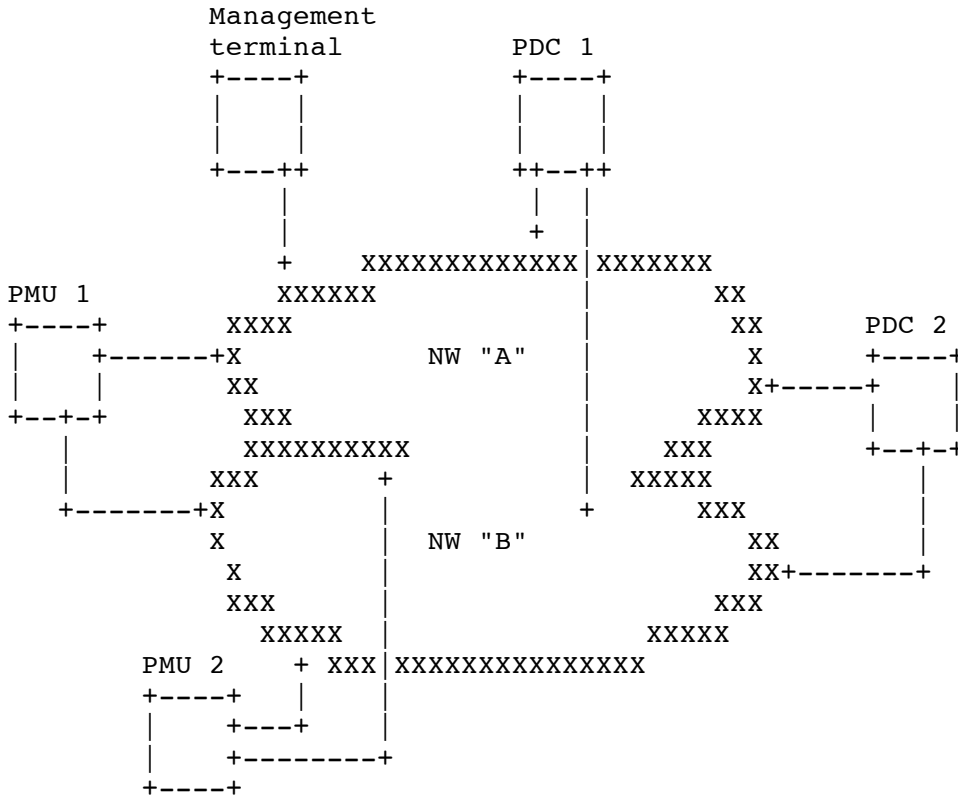 Management
terminal
PDC 1
PMU 1
NW "A"
PDC 2
NW "B"
PMU 2